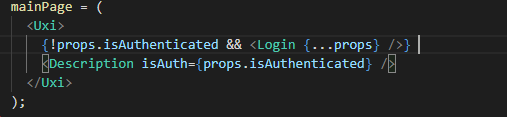 mainPage = (
<Uxi>
{!props.isAuthenticated && <Login {...props} />}
<Description isAuth={props.isAuthenticated} />
</Uxi>
);